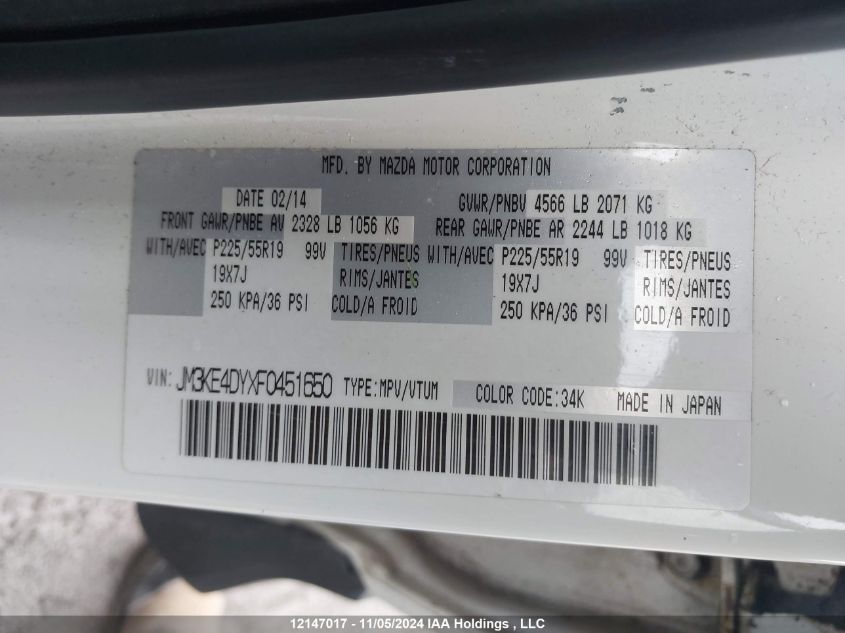 MFD. BY MAZDA MOTOR CORPORATION
DATE 02/14 GVWR/PNBV 4566 LB 2071 KG
FRONT GAWR/PNBE AV 2328 LB 1056 KG REAR GAWR/PNBE AR 2244 LB 1018 KG
WITH/AVEC P225/55R19 99V TIRES/PNEUS WITH/AVEC P225/55R19 99V TIRES/PNEUS
19X7J RIMS/JANTES 19X7J RIMS/JANTES
250 KPA/36 PSI COLD/A FROID 250 KPA/36 PSI COLD/A FROID
VIN: JM3KE4DYXF0451650 TYPE:MPV/VTUM COLOR CODE:34K MADE IN JAPAN
12147017 - 11/05/2024 IAA Holdings , LLC